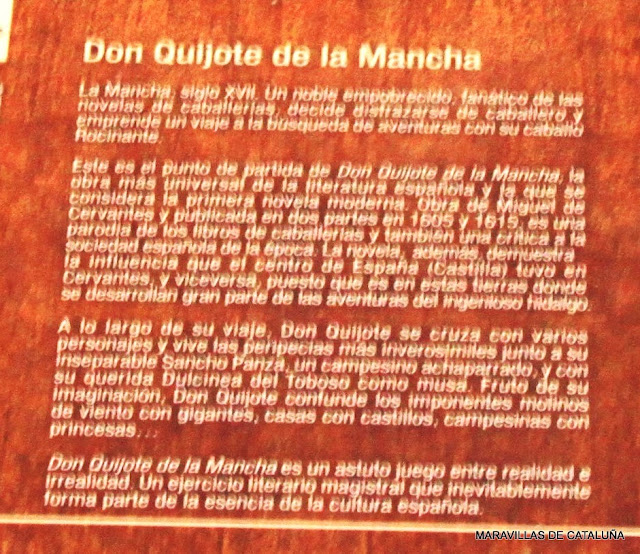 Don Quijote de la Mancha
La Mancha, siglo XVII. Un noble empobrecido, fanático de las
novelas de caballerías, decide disfrazarse de caballero y
emprende un viaje a la búsqueda de aventuras con su caballo
Rocinante.
Este es el punto de partida de Don Quijote de la Mancha, la
obra más universal de la literatura española y la que se
considera la primera novela moderna. Obra de Miguel de
Cervantes y publicada en dos partes en 1605 y 1615, es una
parodia de los libros de caballerías y también una crítica a la
sociedad española de la época. La novela, además, demuestra
la influencia que el centro de España (Castilla) tuvo en
Cervantes, y viceversa, puesto que es en estas tierras donde
se desarrollan gran parte de las aventuras del ingenioso hidalgo.
A lo largo de su viaje, Don Quijote se cruza con varios
personajes y vive las peripecias más inverosímiles junto a su
inseparable Sancho Panza, un campesino achaparrado, y con
su querida Dulcinea del Toboso como musa. Fruto de su
imaginación, Don Quijote confunde los imponentes molinos
de viento con gigantes, casas con castillos, campesinas con
princesas...
Don Quijote de la Mancha es un astuto juego entre realidad e
irrealidad. Un ejercicio literario magistral que inevitablemente
forma parte de la esencia de la cultura española.
MARAVILLAS DE CATALUÑA